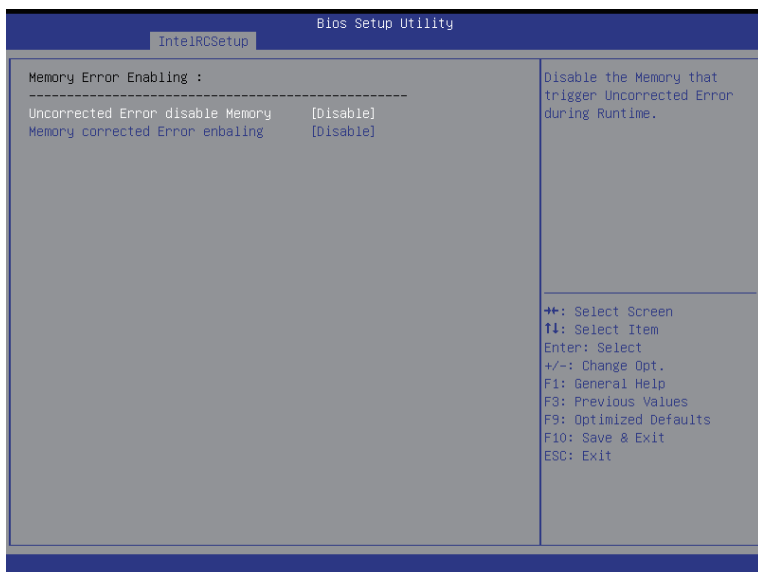 Bios Setup Utility
IntelRCSetup
Memory Error Enabling :
--------------------------------------------------
Uncorrected Error disable Memory [Disable]
Memory corrected Error enbaling [Disable]
Disable the Memory that
trigger Uncorrected Error
during Runtime.
→←: Select Screen
↑↓: Select Item
Enter: Select
+/-: Change Opt.
F1: General Help
F3: Previous Values
F9: Optimized Defaults
F10: Save & Exit
ESC: Exit